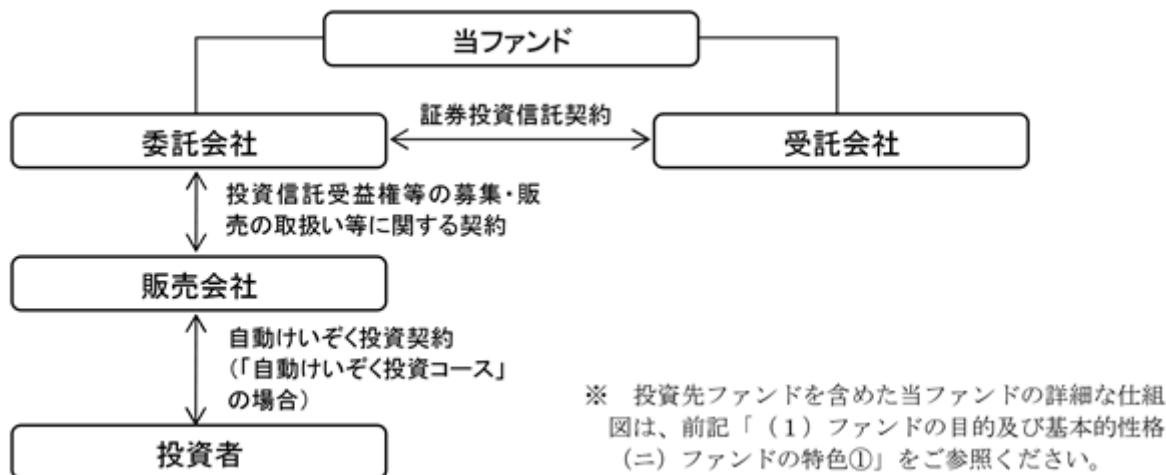 当ファンド
証券投資信託契約
委託会社
受託会社
投資信託受益権等の募集・販
売の取扱い等に関する契約
販売会社
自動けいぞく投資契約
（「自動けいぞく投資コース」
の場合）
投資者
※　投資先ファンドを含めた当ファンドの詳細な仕組
図は、前記「（１）ファンドの目的及び基本的性格
（ニ）ファンドの特色①」をご参照ください。